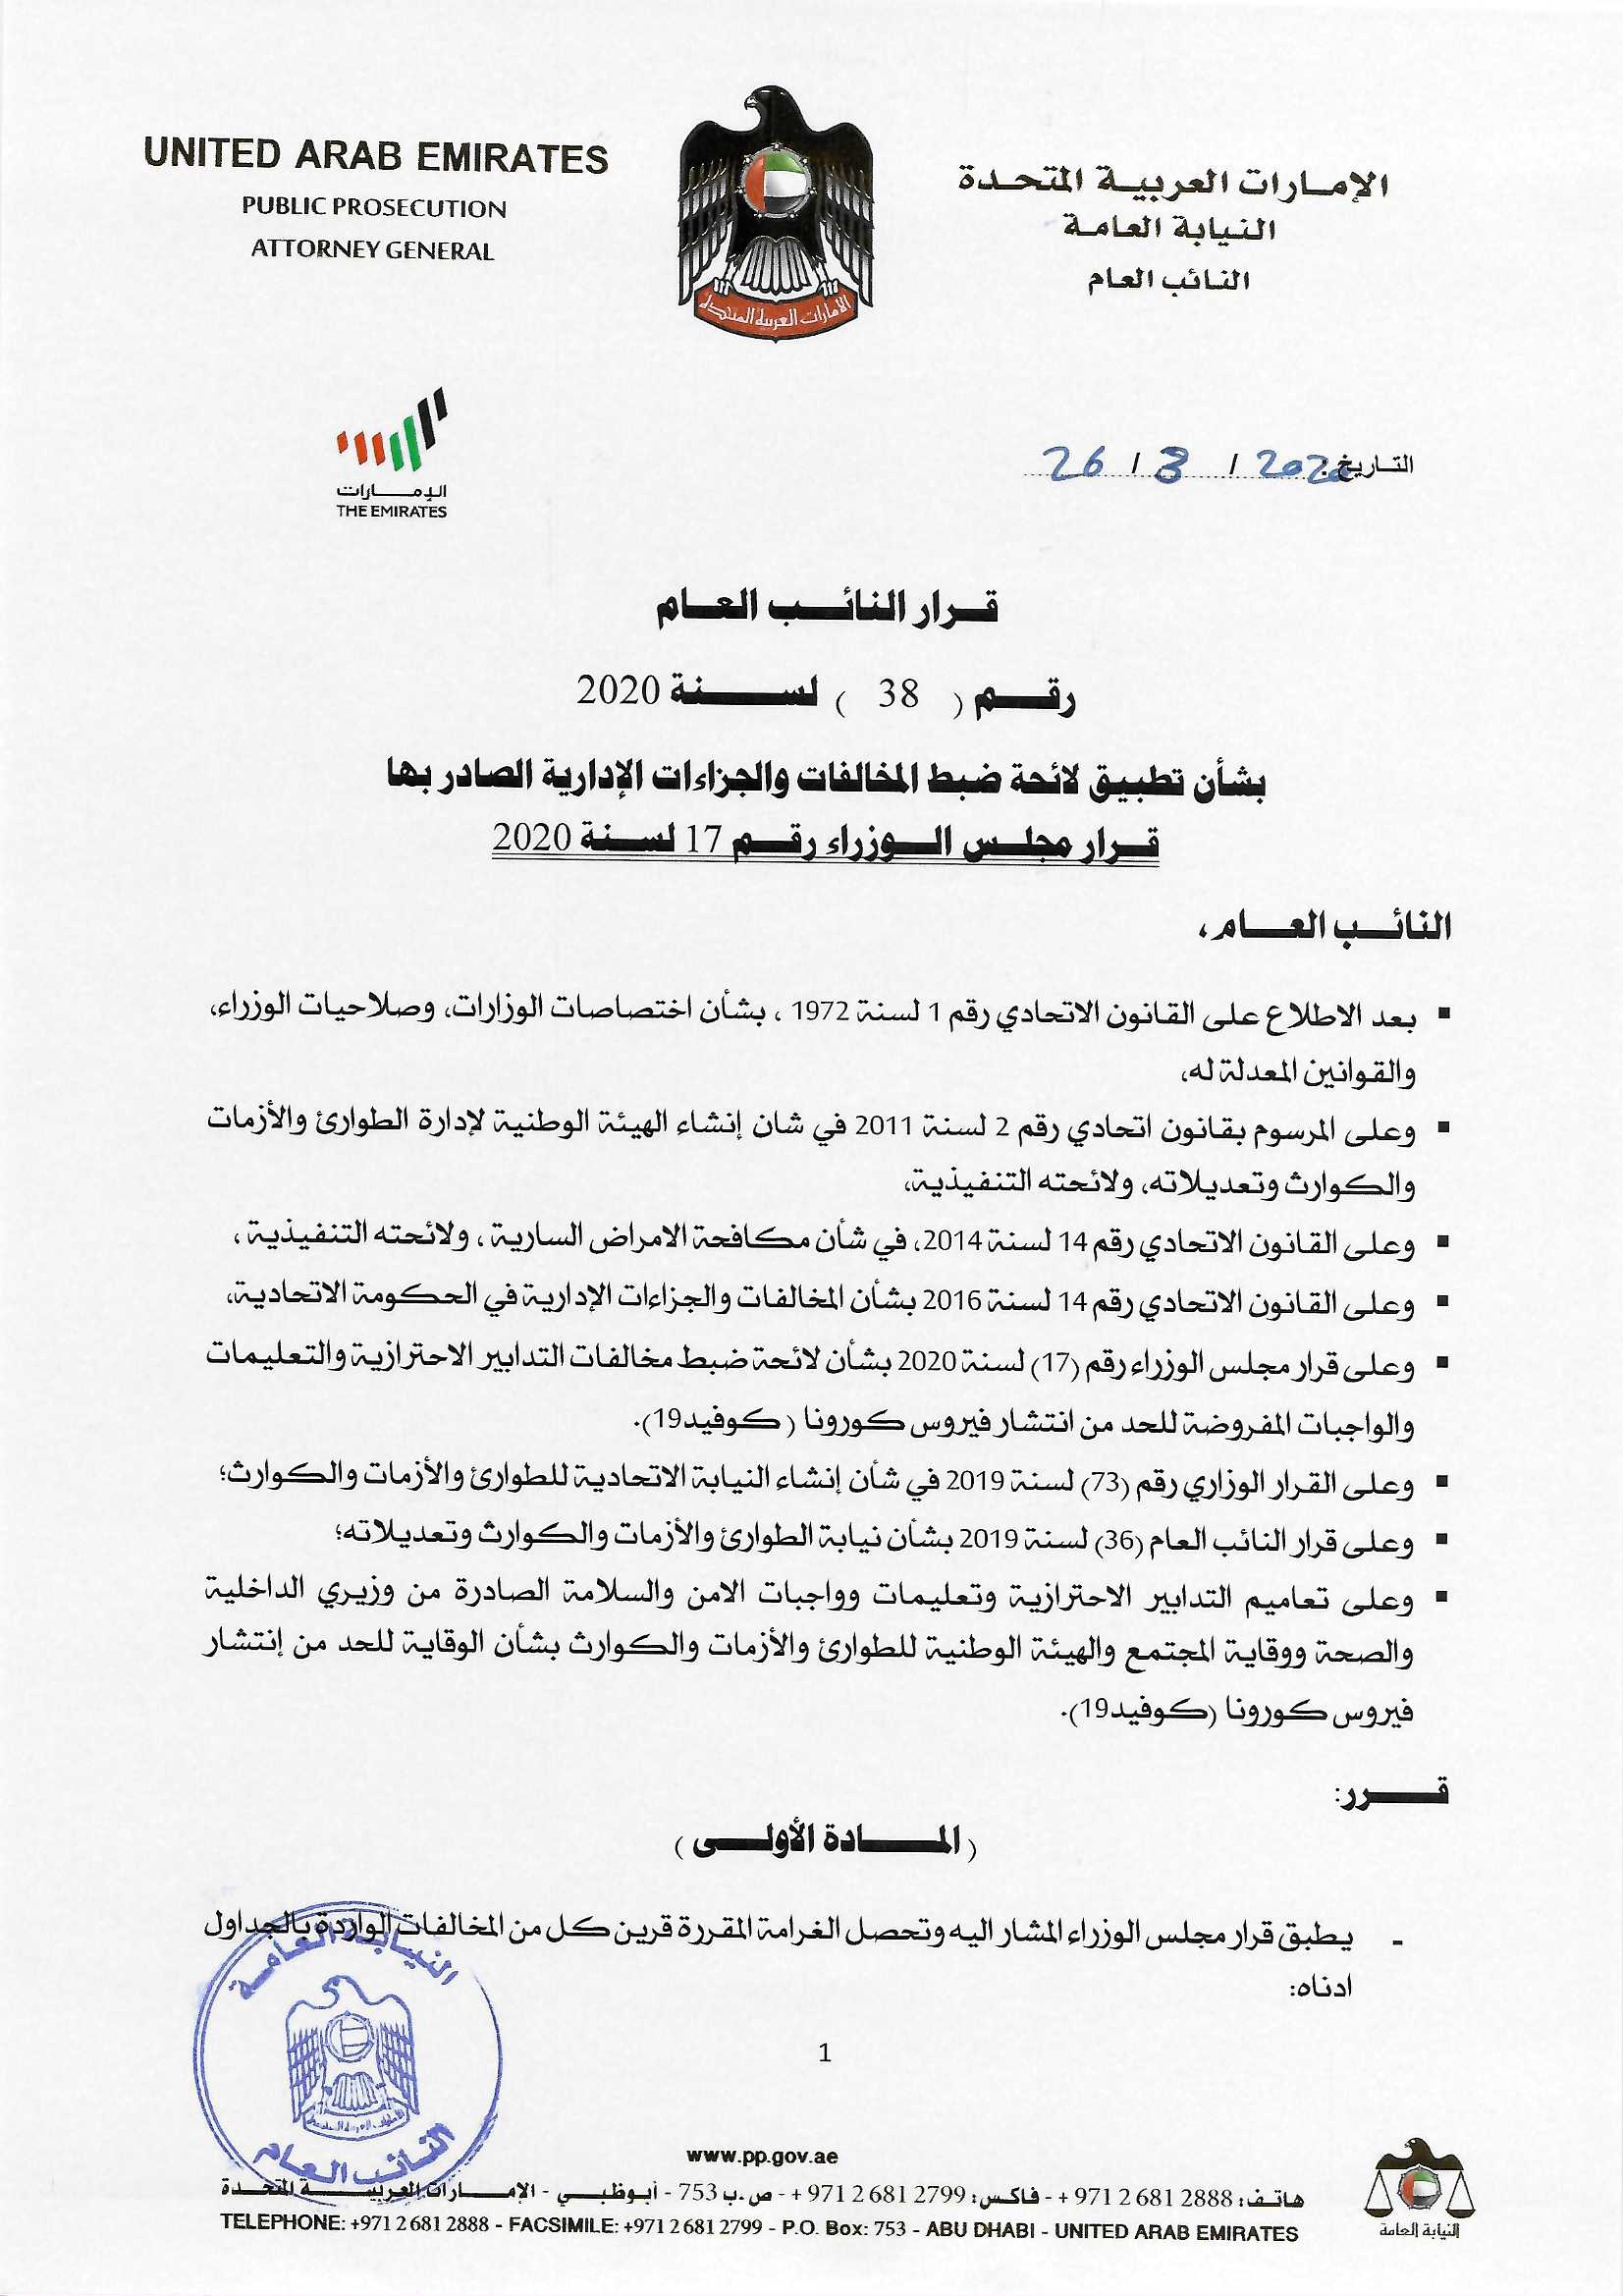 UNITED ARAB EMIRATES
PUBLIC PROSECUTION
ATTORNEY GENERAL
الإمارات العربية المتحدة
النيابة العامة
النائب العام
الامارات العربية المتحدة
الإمارات
THE EMIRATES
التاريخ: 26 / 3 / 2020
قرار النائب العام
رقم ( 38 ) لسنة 2020
بشأن تطبيق لائحة ضبط المخالفات والجزاءات الإدارية الصادر بها
قرار مجلس الوزراء رقم 17 لسنة 2020
النائب العام،
▪ بعد الاطلاع على القانون الاتحادي رقم 1 لسنة 1972 ، بشأن اختصاصات الوزارات، وصلاحيات الوزراء،
والقوانين المعدلة له،
▪ وعلى المرسوم بقانون اتحادي رقم 2 لسنة 2011 في شان إنشاء الهيئة الوطنية لإدارة الطوارئ والأزمات
والكوارث وتعديلاته، ولائحته التنفيذية،
▪ وعلى القانون الاتحادي رقم 14 لسنة 2014، في شأن مكافحة الامراض السارية ، ولائحته التنفيذية ،
▪ وعلى القانون الاتحادي رقم 14 لسنة 2016 بشأن المخالفات والجزاءات الإدارية في الحكومة الاتحادية،
▪ وعلى قرار مجلس الوزراء رقم (17) لسنة 2020 بشأن لائحة ضبط مخالفات التدابير الاحترازية والتعليمات
والواجبات المفروضة للحد من انتشار فيروس كورونا ( كوفيد19).
▪ وعلى القرار الوزاري رقم (73) لسنة 2019 في شأن إنشاء النيابة الاتحادية للطوارئ والأزمات والكوارث؛
▪ وعلى قرار النائب العام (36) لسنة 2019 بشأن نيابة الطوارئ والأزمات والكوارث وتعديلاته؛
▪ وعلى تعاميم التدابير الاحترازية وتعليمات وواجبات الامن والسلامة الصادرة من وزيري الداخلية
والصحة ووقاية المجتمع والهيئة الوطنية للطوارئ والأزمات والكوارث بشأن الوقاية للحد من إنتشار
فيروس كورونا (كوفيد19).
قرر:
( المادة الأولى )
- يطبق قرار مجلس الوزراء المشار اليه وتحصل الغرامة المقررة قرين كل من المخالفات الواردة بالجداول
ادناه:
النيابة العامة
النائب العام
1
www.pp.gov.ae
هاتف: 2888 681 2 971 + - فاكس: 2799 681 2 971 + - ص.ب 753 - أبوظبي - الإمارات العربية المتحدة
TELEPHONE: +971 2 681 2888 - FACSIMILE: +971 2 681 2799 - P.O. Box: 753 - ABU DHABI - UNITED ARAB EMIRATES
النيابة العامة